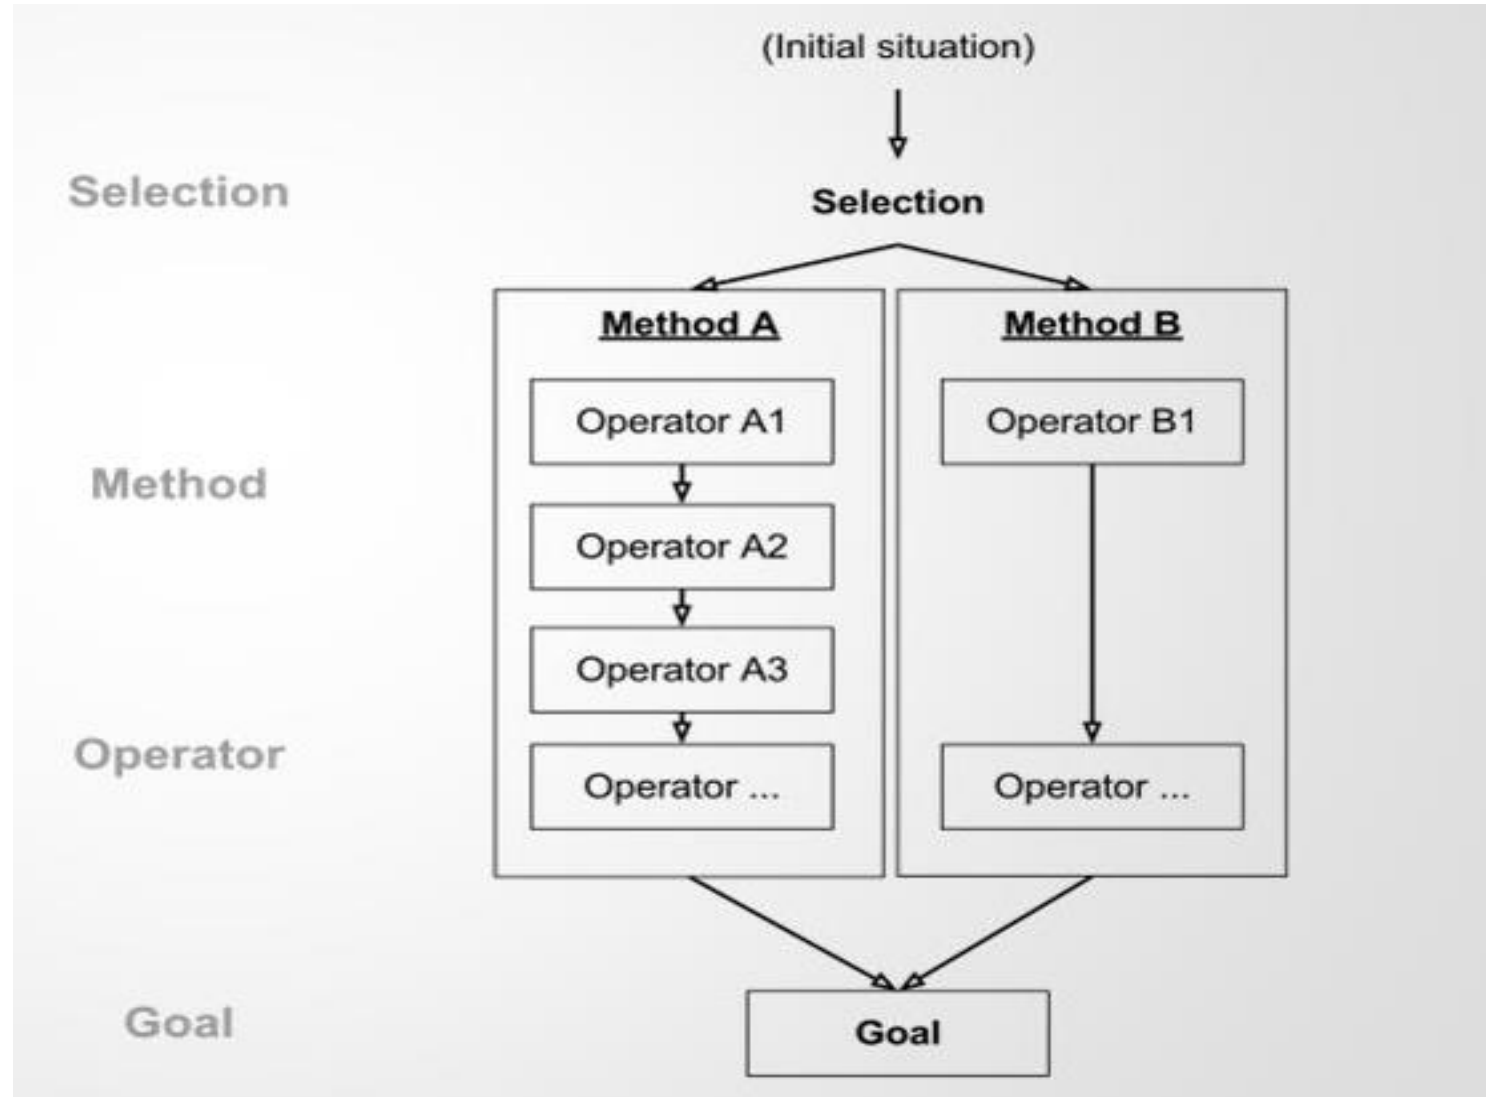 (Initial situation)
Selection
Selection
Method A
Method B
Operator A1
Operator B1
Method
Operator A2
Operator A3
Operator
Operator ...
Operator ...
Goal
Goal